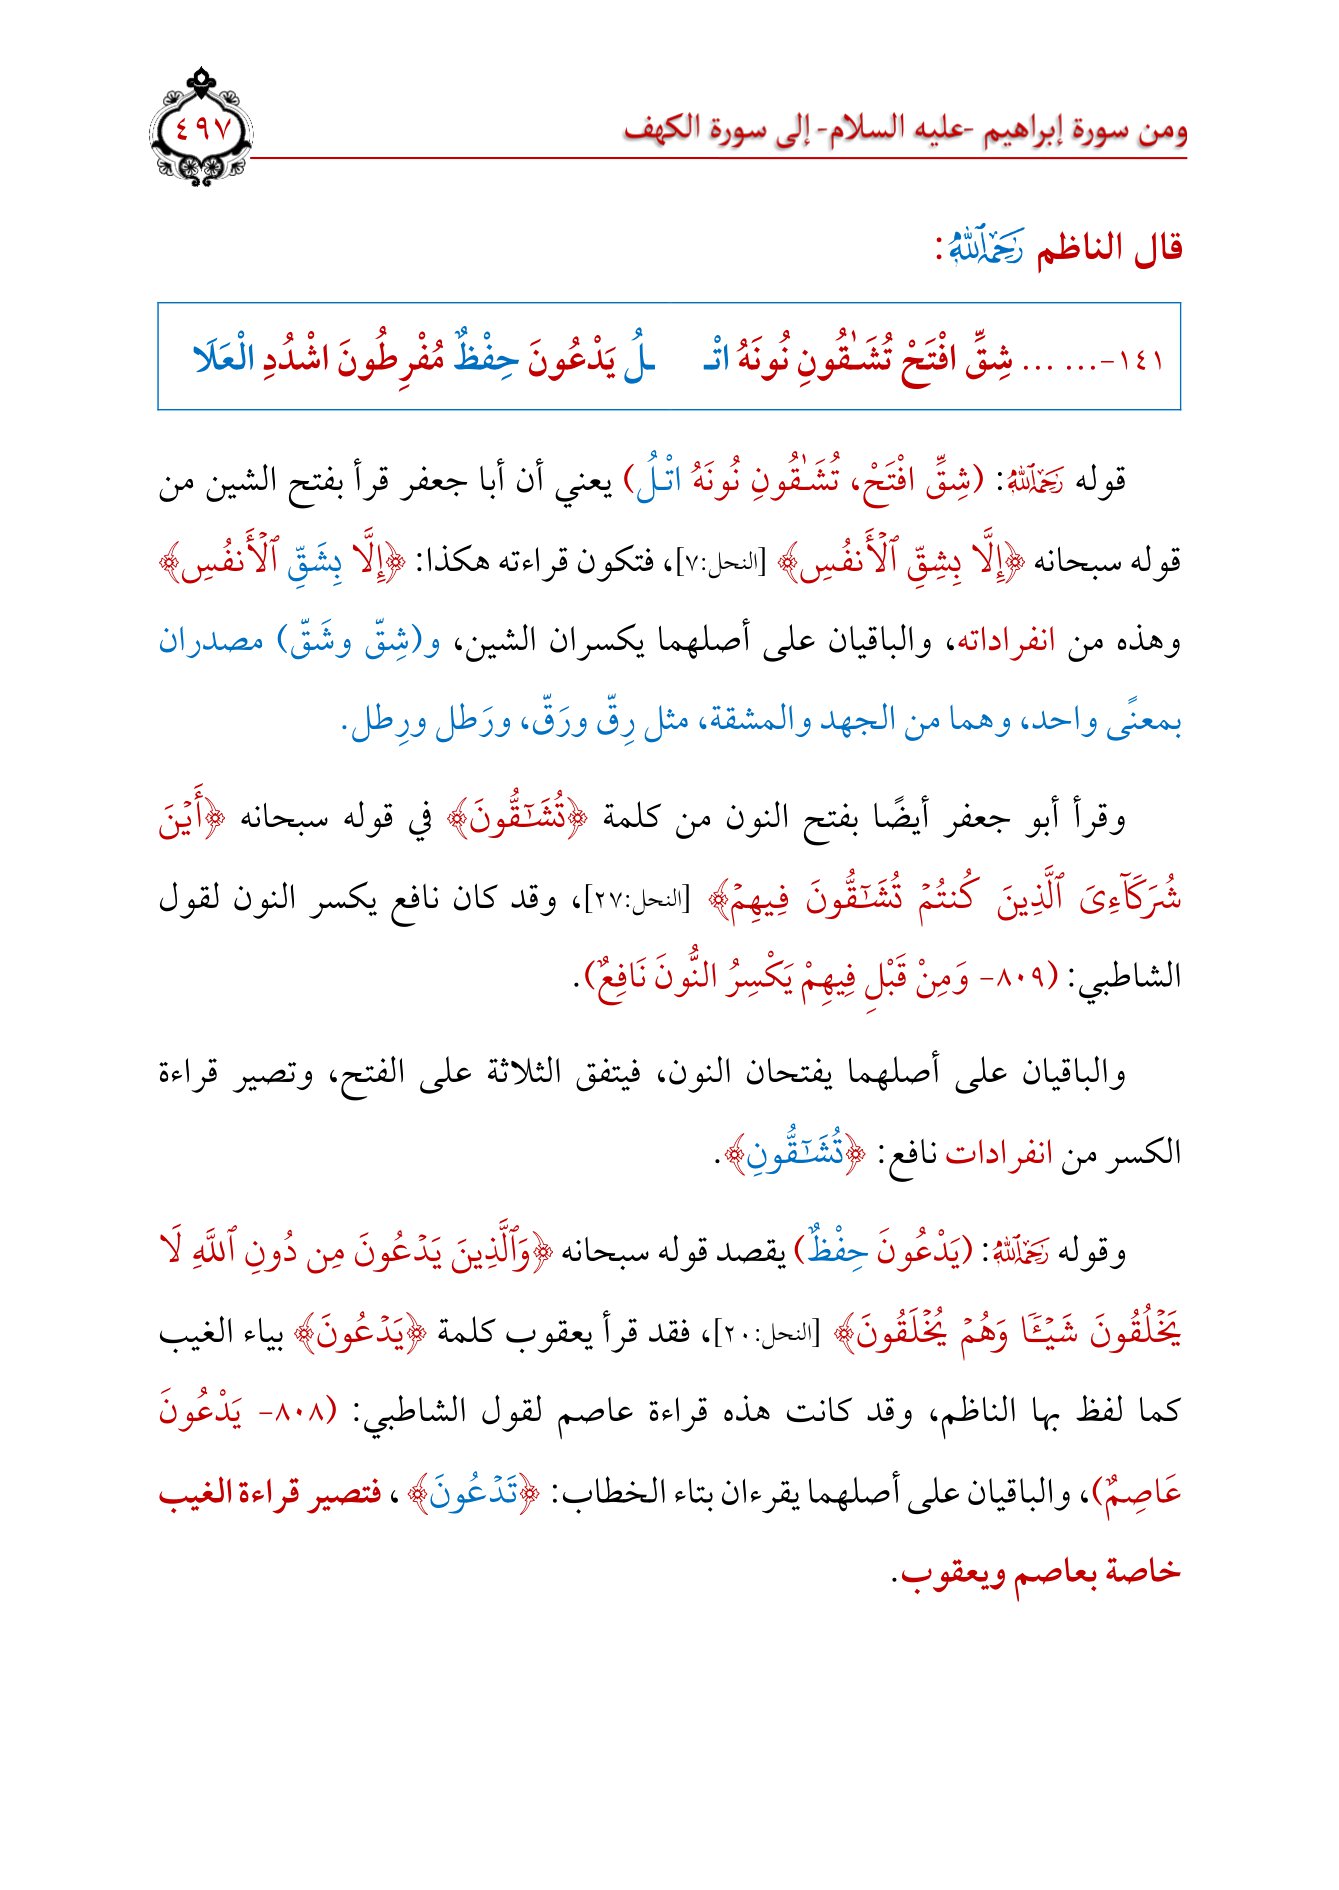 ومن سورة إبراهيم -عليه السلام- إلى سورة الكهف
٤٩٧
قال الناظم رَحِمَهُ ٱللَّهُ:
١٤١-... ... شِقِّ افْتَحْ تُشَـٰقُونِ نُونَهُ اتْـ ـلُ يَدْعُونَ حِفْظٌ مُفْرِطُونَ اشْدُدِ الْعَلَا
قوله رَحِمَهُ ٱللَّهُ: (شِقِّ افْتَحْ، تُشَـٰقُونِ نُونَهُ اتْلُ) يعني أن أبا جعفر قرأ بفتح الشين من
قوله سبحانه ﴿إِلَّا بِشِقِّ ٱلْأَنفُسِ﴾ [النحل:٧]، فتكون قراءته هكذا: ﴿إِلَّا بِشَقِّ ٱلْأَنفُسِ﴾
وهذه من انفراداته، والباقيان على أصلهما يكسران الشين، و(شِقّ وشَقّ) مصدران
بمعنًى واحد، وهما من الجهد والمشقة، مثل رِقّ ورَقّ، ورَطل ورِطل.
وقرأ أبو جعفر أيضًا بفتح النون من كلمة ﴿تُشَـٰٓقُّونَ﴾ في قوله سبحانه ﴿أَيْنَ
شُرَكَآءِىَ ٱلَّذِينَ كُنتُمْ تُشَـٰٓقُّونَ فِيهِمْ﴾ [النحل:٢٧]، وقد كان نافع يكسر النون لقول
الشاطبي: (٨٠٩- وَمِنْ قَبْلِ فِيهِمْ يَكْسِرُ النُّونَ نَافِعٌ).
والباقيان على أصلهما يفتحان النون، فيتفق الثلاثة على الفتح، وتصير قراءة
الكسر من انفرادات نافع: ﴿تُشَـٰٓقُّونِ﴾.
وقوله رَحِمَهُ ٱللَّهُ: (يَدْعُونَ حِفْظٌ) يقصد قوله سبحانه ﴿وَٱلَّذِينَ يَدْعُونَ مِن دُونِ ٱللَّهِ لَا
يَخْلُقُونَ شَيْـًٔا وَهُمْ يُخْلَقُونَ﴾ [النحل:٢٠]، فقد قرأ يعقوب كلمة ﴿يَدْعُونَ﴾ بياء الغيب
كما لفظ بها الناظم، وقد كانت هذه قراءة عاصم لقول الشاطبي: (٨٠٨- يَدْعُونَ
عَاصِمٌ)، والباقيان على أصلهما يقرءان بتاء الخطاب: ﴿تَدْعُونَ﴾، فتصير قراءة الغيب
خاصة بعاصم ويعقوب.